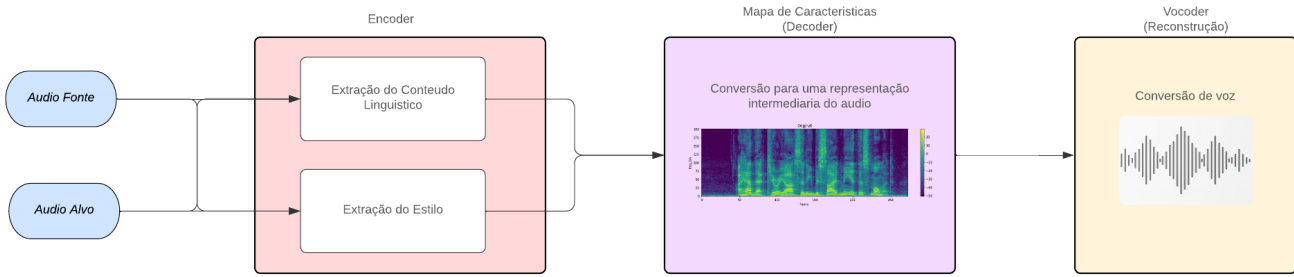 Encoder
Mapa de Caracteristicas
(Decoder)
Vocoder
(Reconstrução)
Audio Fonte
Audio Alvo
Extração do Conteudo
Linguistico
Extração do Estilo
Conversão para uma representação
intermediaria do audio
Original
Conversão de voz